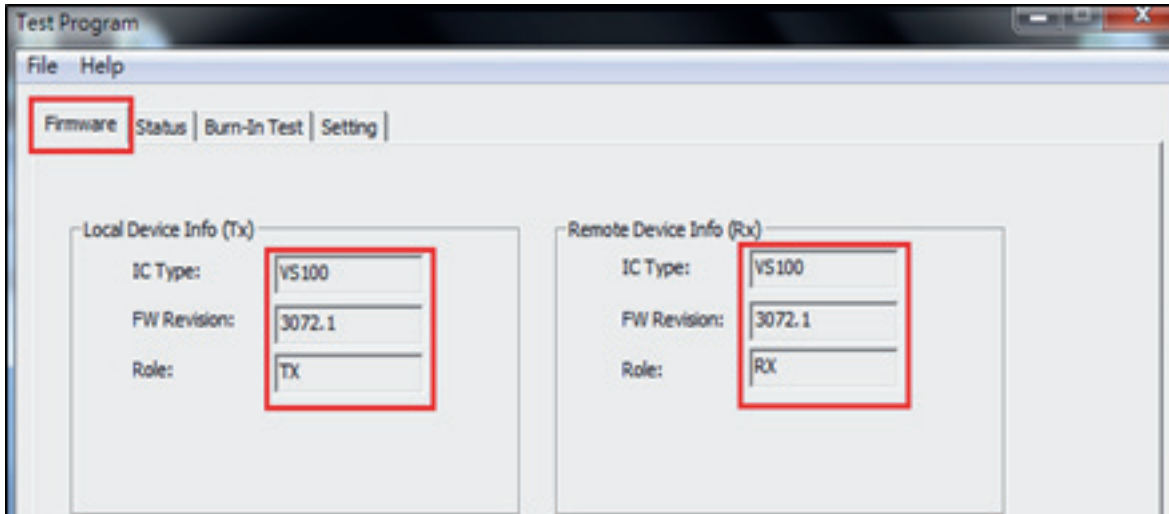 Test Program
File Help
Firmware Status Burn-In Test Setting
Local Device Info (Tx)
IC Type: VS100
FW Revision: 3072.1
Role: TX
Remote Device Info (Rx)
IC Type: VS100
FW Revision: 3072.1
Role: RX